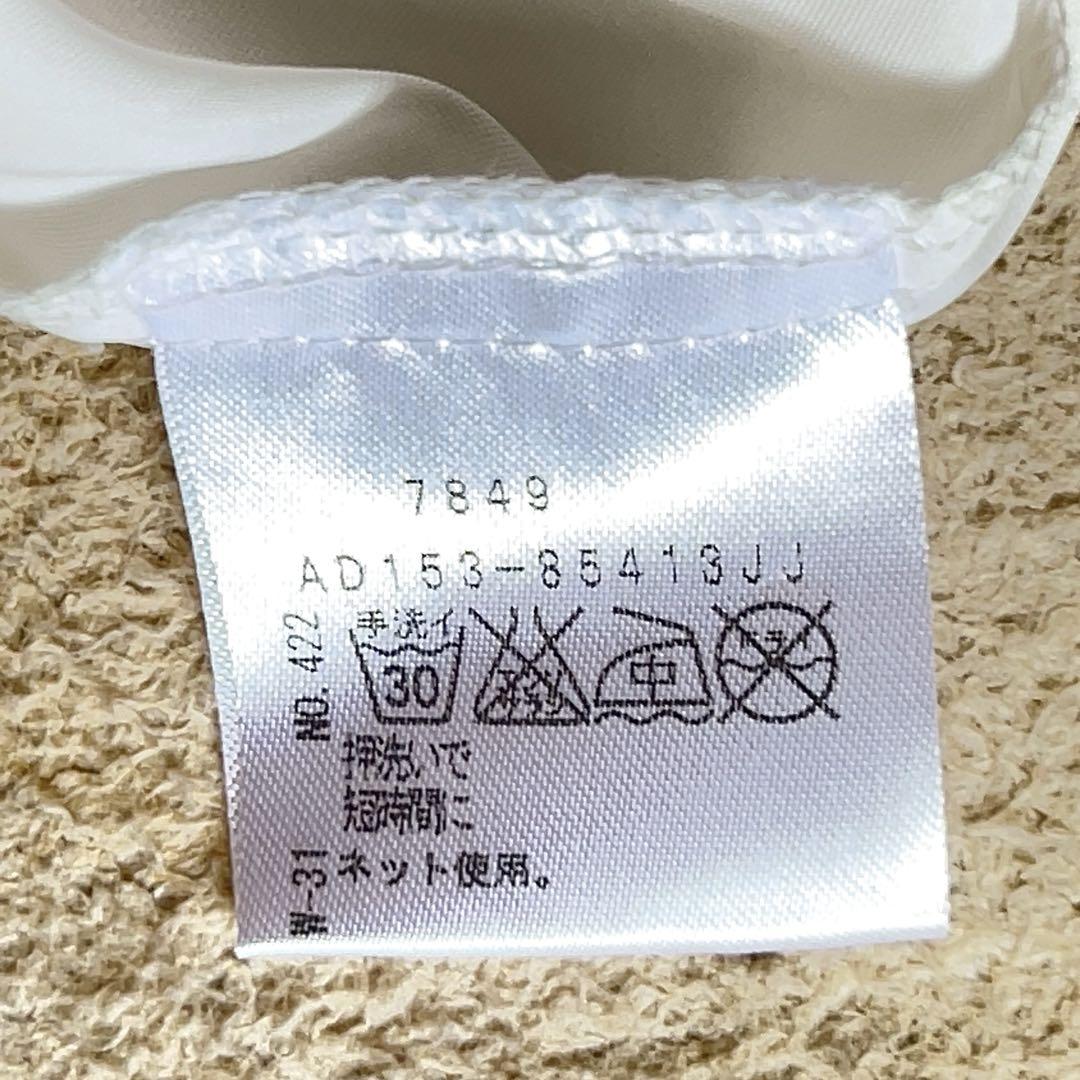 7849
AD153-85413JJ
手洗イ
30
中
押洗いで
短時間に
ネット使用。
NO. 422
W-31